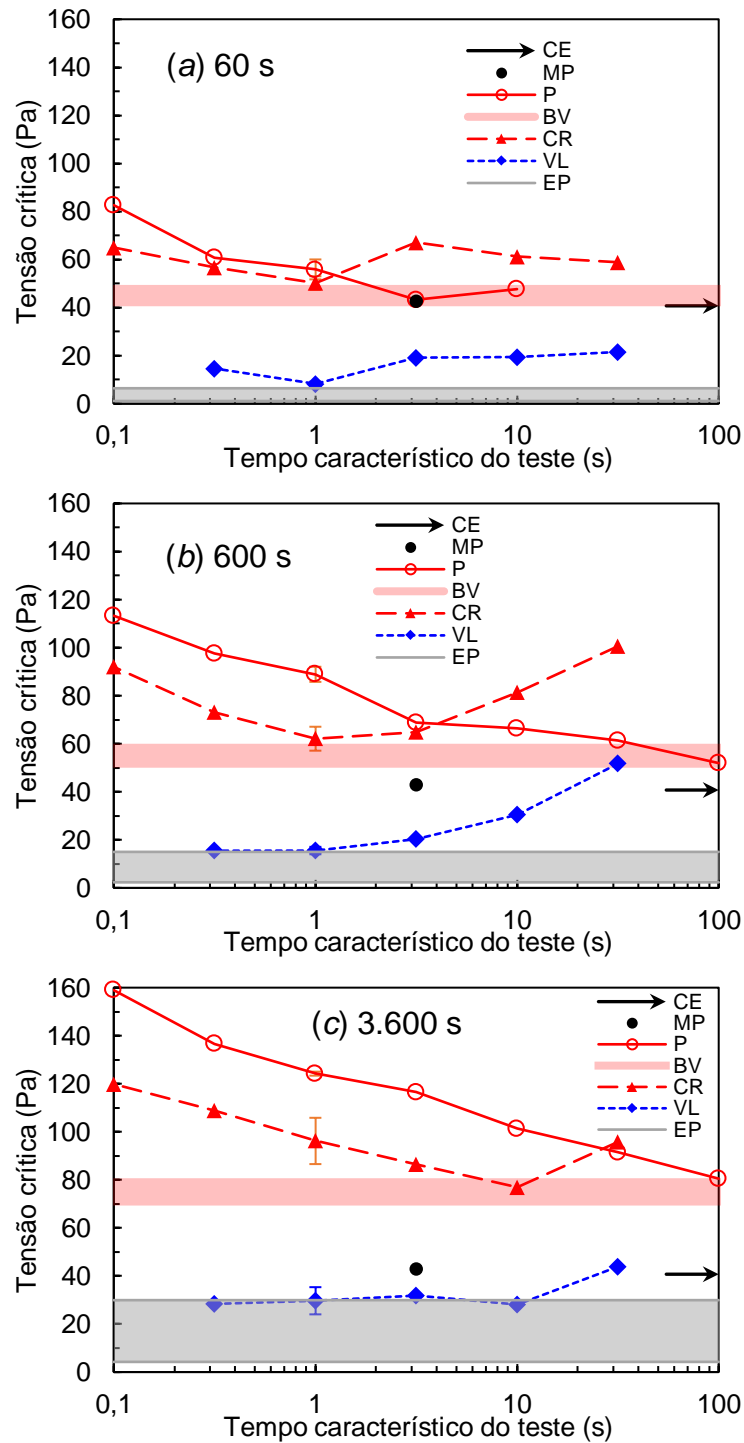 160
140
120
100
80
60
40
20
0
Tensão crítica (Pa)
(a) 60 s
CE
MP
P
BV
CR
VL
EP
0,1
1
10
100
Tempo característico do teste (s)
160
140
120
100
80
60
40
20
0
Tensão crítica (Pa)
(b) 600 s
CE
MP
P
BV
CR
VL
EP
0,1
1
10
100
Tempo característico do teste (s)
160
140
120
100
80
60
40
20
0
Tensão crítica (Pa)
(c) 3.600 s
CE
MP
P
BV
CR
VL
EP
0,1
1
10
100
Tempo característico do teste (s)